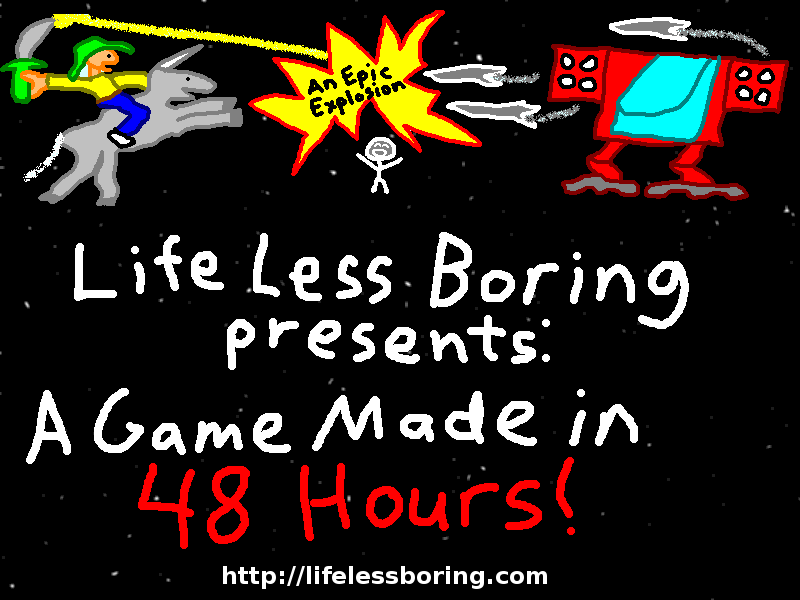 An Epic
Explosion
Life Less Boring
presents:
A Game Made in
48 Hours!
http://lifelessboring.com